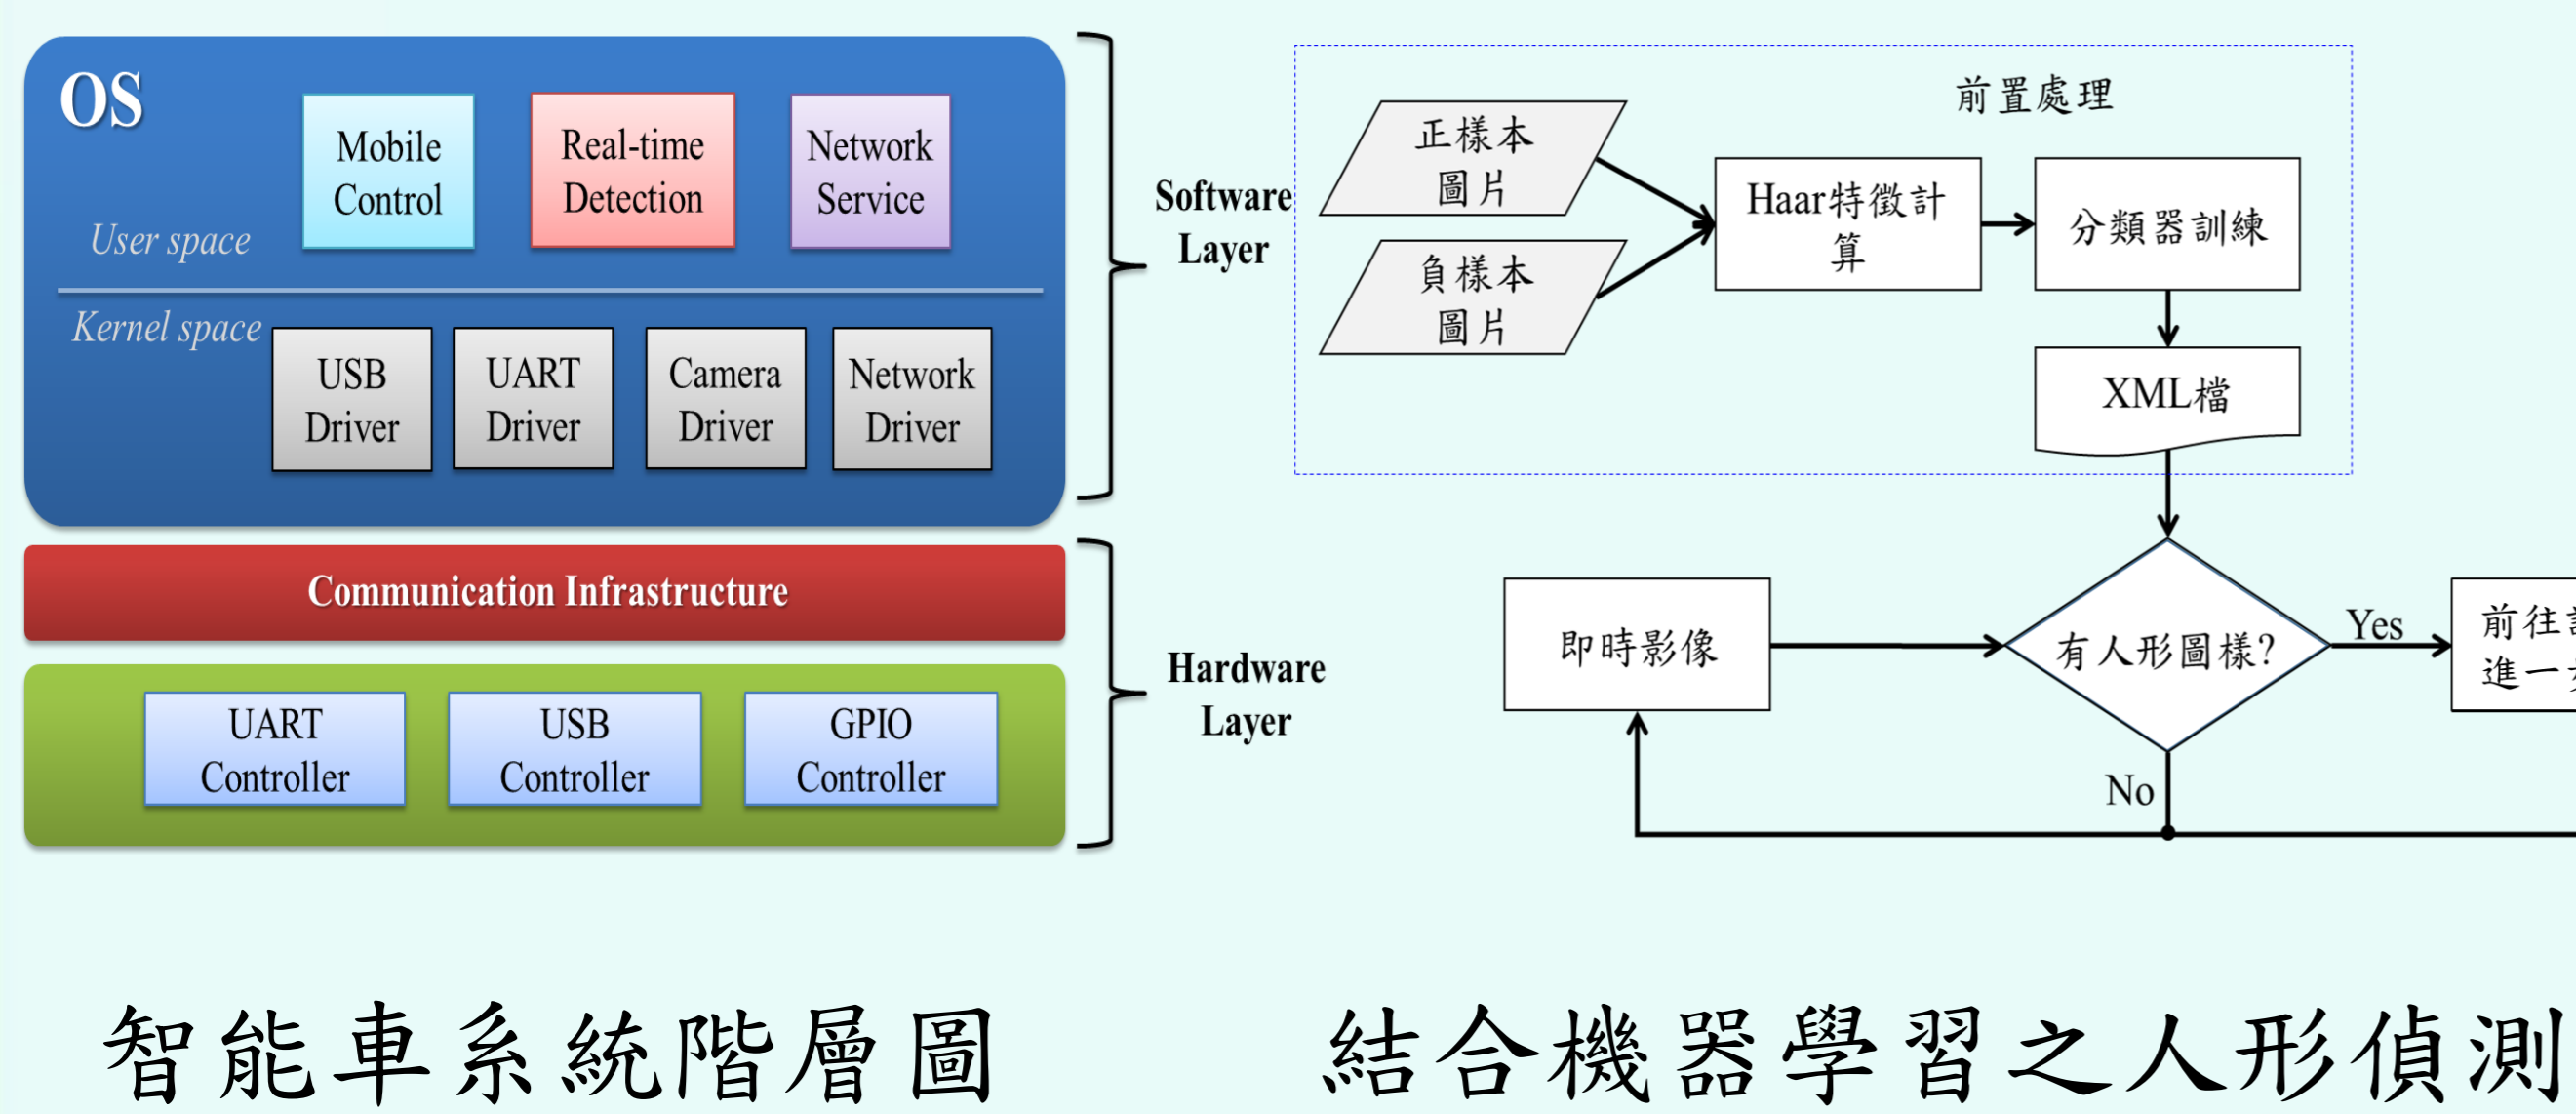 OS
Mobile
Control
Real-time
Detection
Network
Service
User space
Kernel space
USB
Driver
UART
Driver
Camera
Driver
Network
Driver
Software
Layer
Communication Infrastructure
UART
Controller
USB
Controller
GPIO
Controller
Hardware
Layer
智能車系統階層圖
前置處理
正樣本
圖片
負樣本
圖片
Haar特徵計
算
分類器訓練
XML檔
即時影像
有人形圖樣?
Yes
No
前往
進一
結合機器學習之人形偵測